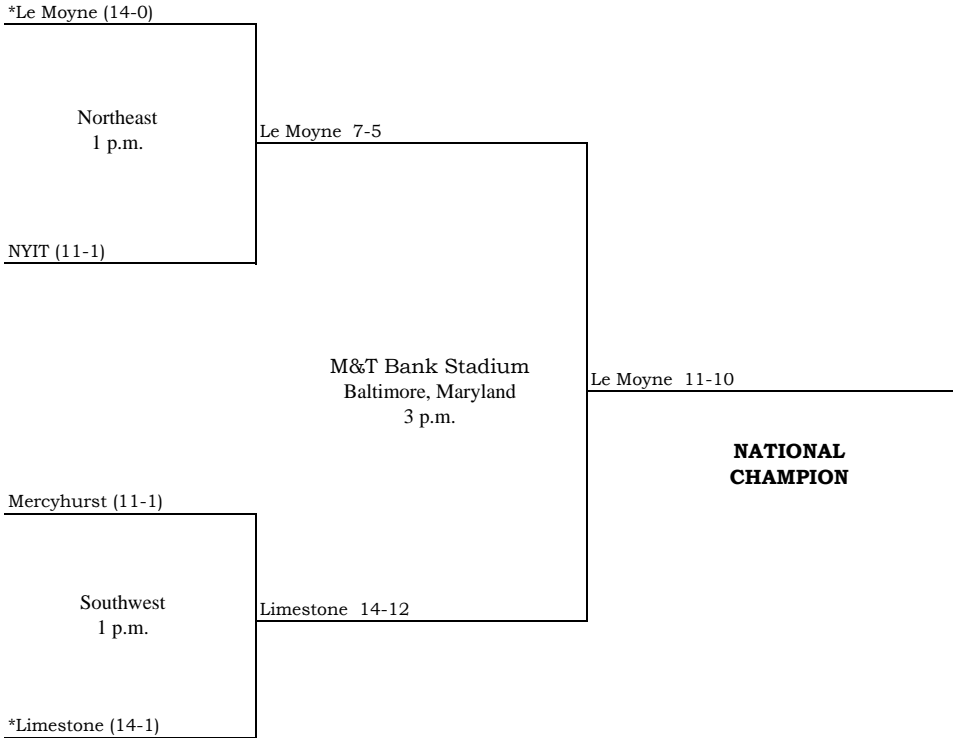 *Le Moyne (14-0)
Northeast
1 p.m.
Le Moyne 7-5
NYIT (11-1)
M&T Bank Stadium
Baltimore, Maryland
3 p.m.
Le Moyne 11-10
NATIONAL
CHAMPION
Mercyhurst (11-1)
Southwest
1 p.m.
Limestone 14-12
*Limestone (14-1)